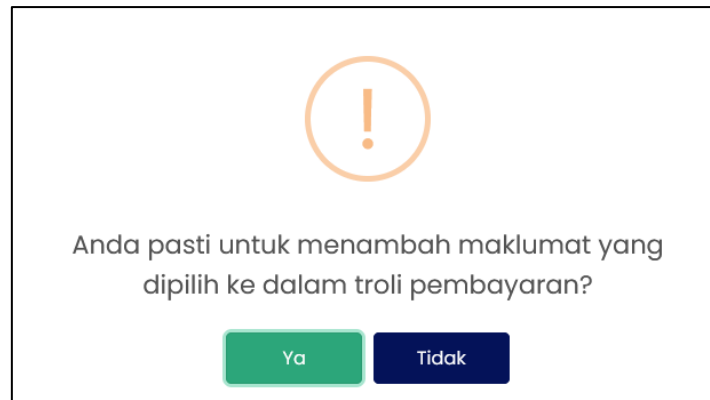 !
Anda pasti untuk menambah maklumat yang
dipilih ke dalam troli pembayaran?
Ya Tidak